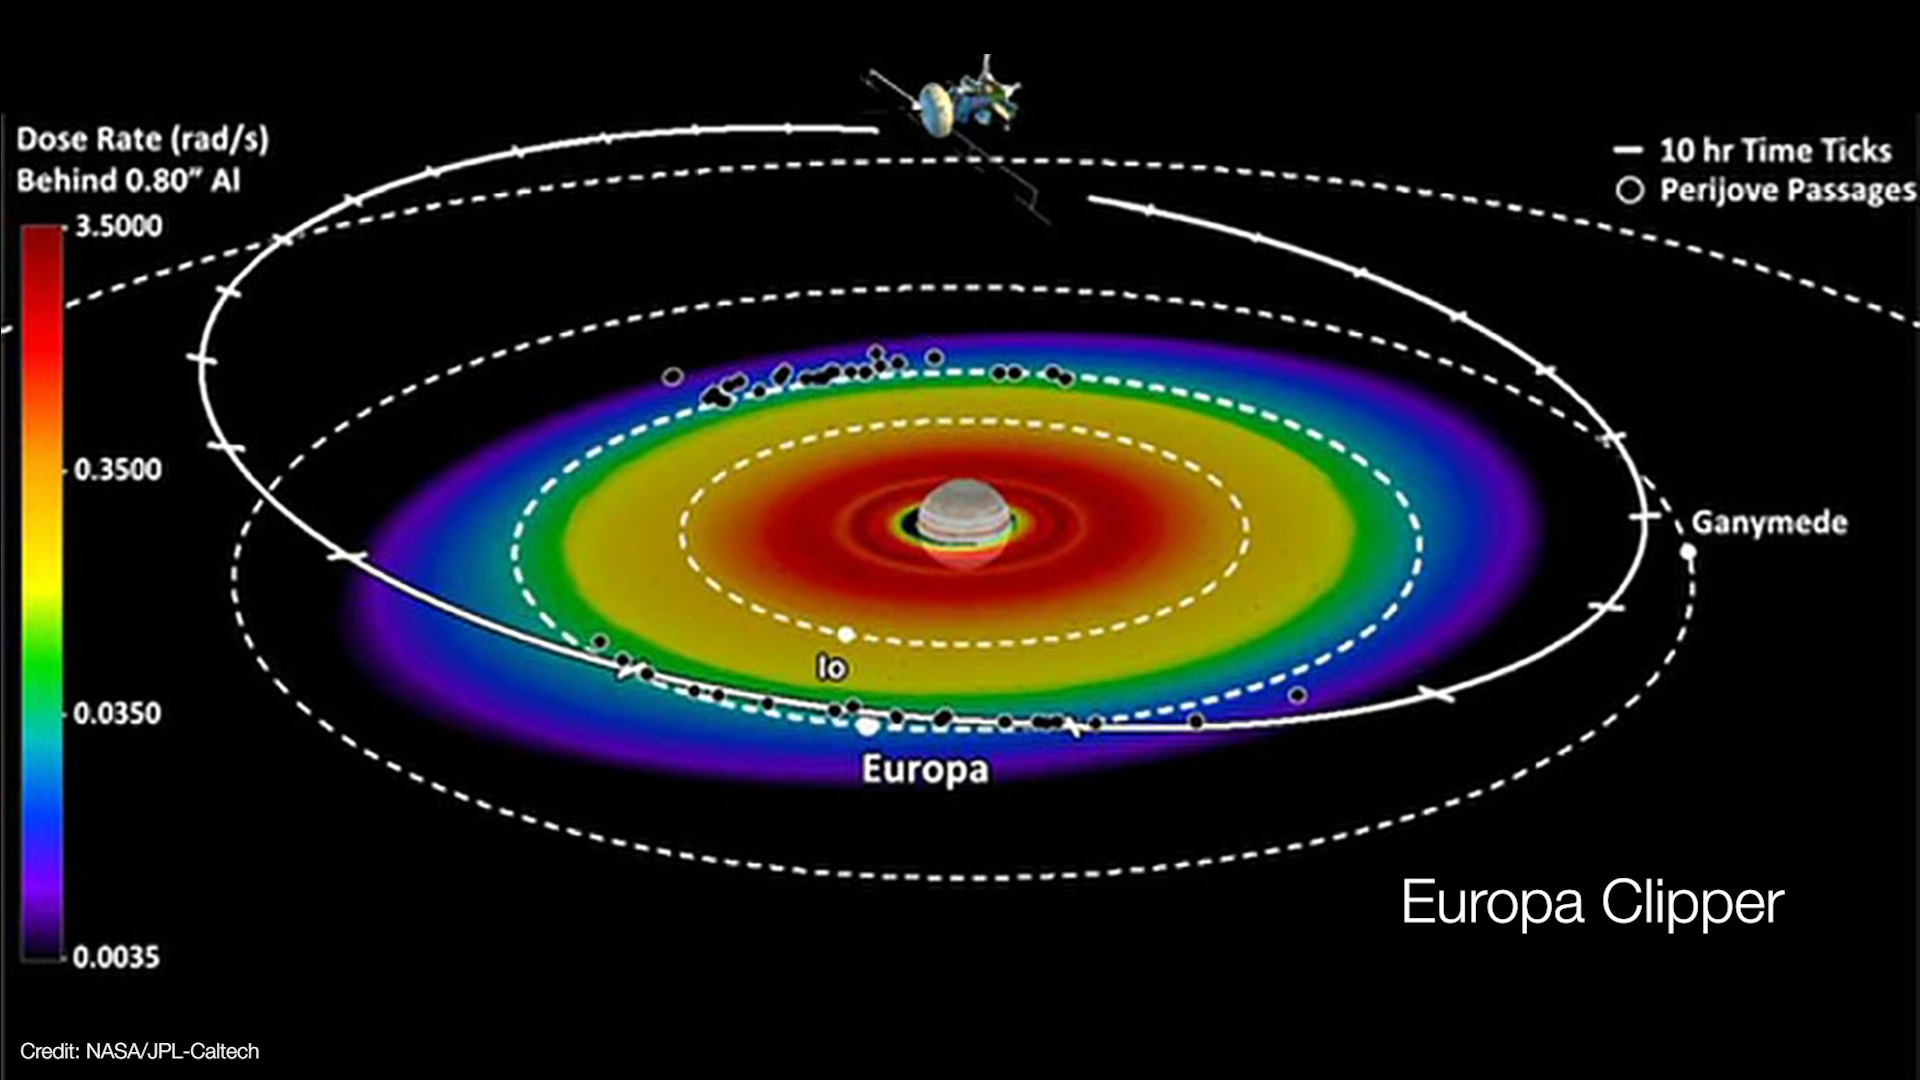 Dose Rate (rad/s)
Behind 0.80” Al
3.5000
0.3500
0.0350
0.0035
10 hr Time Ticks
Perijove Passages
Ganymede
Io
Europa
Europa Clipper
Credit: NASA/JPL-Caltech